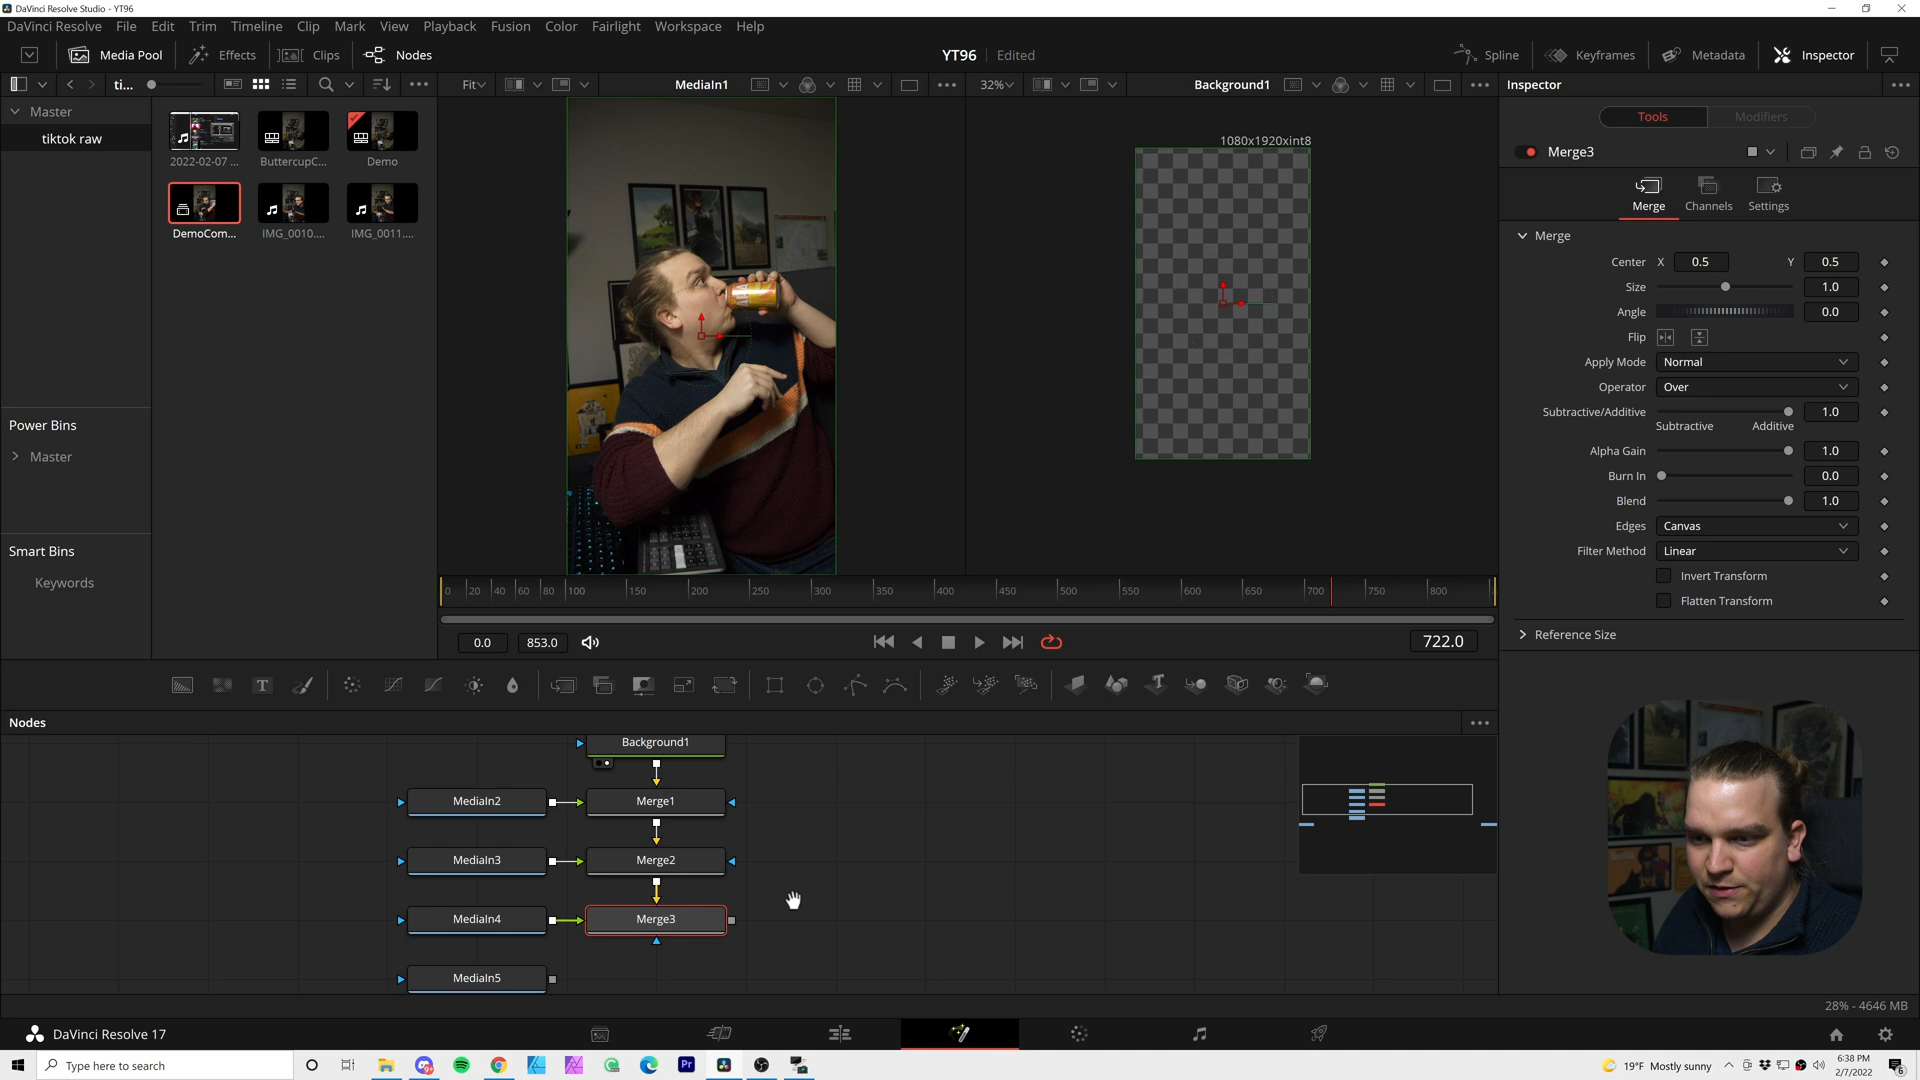 DaVinci Resolve Studio - YT96
DaVinci Resolve File Edit Trim Timeline Clip Mark View Playback Fusion Color Fairlight Workspace Help
Media Pool Effects Clips Nodes
YT96 Edited
Spline Keyframes Metadata Inspector
ti...
Fit
MediaIn1
32%
Background1
Inspector
Master
tiktok raw
2022-02-07 ... ButtercupC... Demo
DemoCom... IMG_0010.... IMG_0011....
Power Bins
Master
Smart Bins
Keywords
1080x1920xint8
Tools Modifiers
Merge3
Merge Channels Settings
Merge
Center X 0.5 Y 0.5
Size 1.0
Angle 0.0
Flip
Apply Mode Normal
Operator Over
Subtractive/Additive 1.0
Subtractive Additive
Alpha Gain 1.0
Burn In 0.0
Blend 1.0
Edges Canvas
Filter Method Linear
Invert Transform
Flatten Transform
Reference Size
0 20 40 60 80 100 150 200 250 300 350 400 450 500 550 600 650 700 750 800
0.0 853.0
722.0
Nodes
Background1
MediaIn2 Merge1
MediaIn3 Merge2
MediaIn4 Merge3
MediaIn5
28% - 4646 MB
DaVinci Resolve 17
Type here to search
Pr
19°F Mostly sunny
6:38 PM
2/7/2022
6